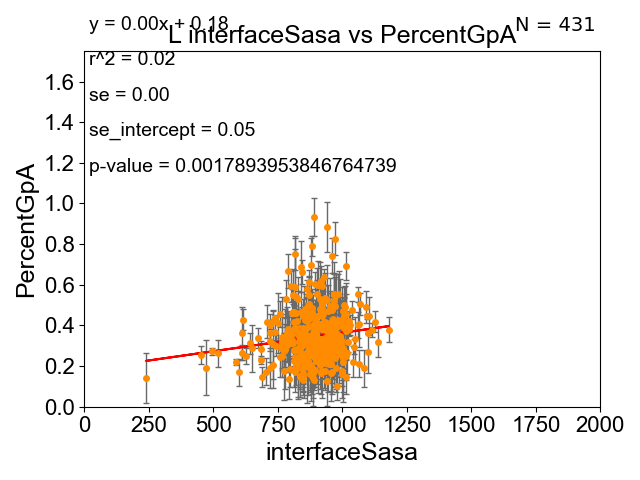 y = 0.00x + 0.18
L interfaceSasa vs PercentGpA
N = 431
r^2 = 0.02
se = 0.00
se_intercept = 0.05
p-value = 0.0017893953846764739
PercentGpA
1.6
1.4
1.2
1.0
0.8
0.6
0.4
0.2
0.0
0 250 500 750 1000 1250 1500 1750 2000
interfaceSasa